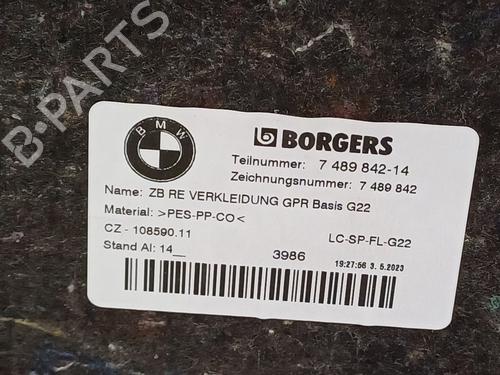 B-PARTS
BMW
BORGERS
Teilnummer: 7 489 842-14
Zeichnungsnummer: 7 489 842
Name: ZB RE VERKLEIDUNG GPR Basis G22
Material: >PES-PP-CO<
CZ - 108590.11 LC-SP-FL-G22
Stand AI: 14__ 3986 19:27:56 3. 5.2023